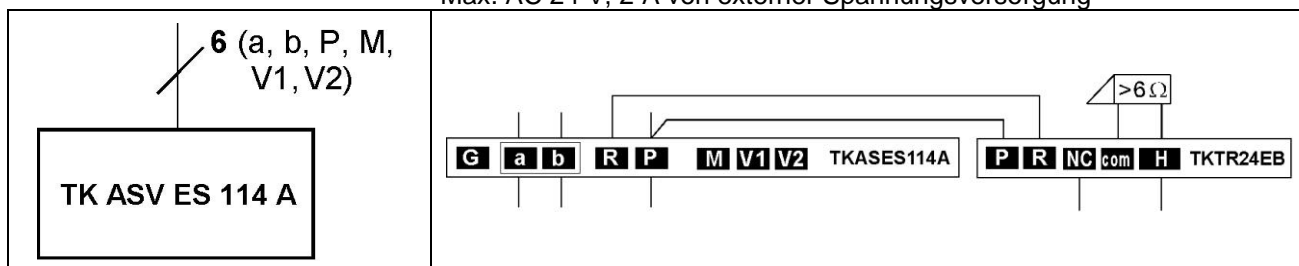 Max. AC 24 V, 2 A von externer Spannungsversorgung
6 (a, b, P, M,
V1, V2)
TK ASV ES 114 A
>6Ω
G a b R P M V1 V2 TKASES114A
P R NC com H TKTR24EB